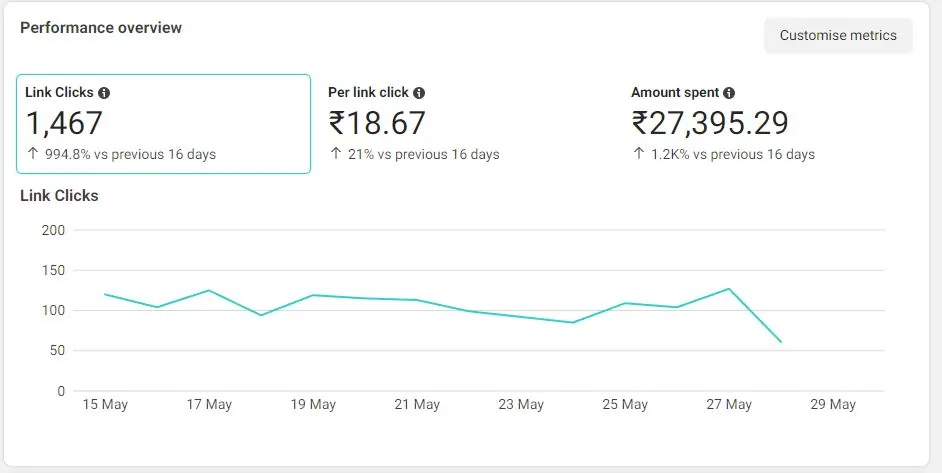 Performance overview
Customise metrics
Link Clicks
1,467
↑ 994.8% vs previous 16 days
Per link click
₹18.67
↑ 21% vs previous 16 days
Amount spent
₹27,395.29
↑ 1.2K% vs previous 16 days
Link Clicks
200
150
100
50
0
15 May 17 May 19 May 21 May 23 May 25 May 27 May 29 May